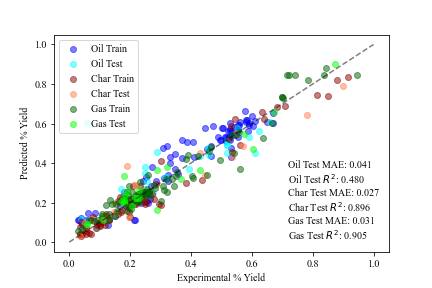 1.0
0.8
0.6
0.4
0.2
0.0
Predicted % Yield
Oil Train
Oil Test
Char Train
Char Test
Gas Train
Gas Test
Oil Test MAE: 0.041
Oil Test R²: 0.480
Char Test MAE: 0.027
Char Test R²: 0.896
Gas Test MAE: 0.031
Gas Test R²: 0.905
0.0 0.2 0.4 0.6 0.8 1.0
Experimental % Yield